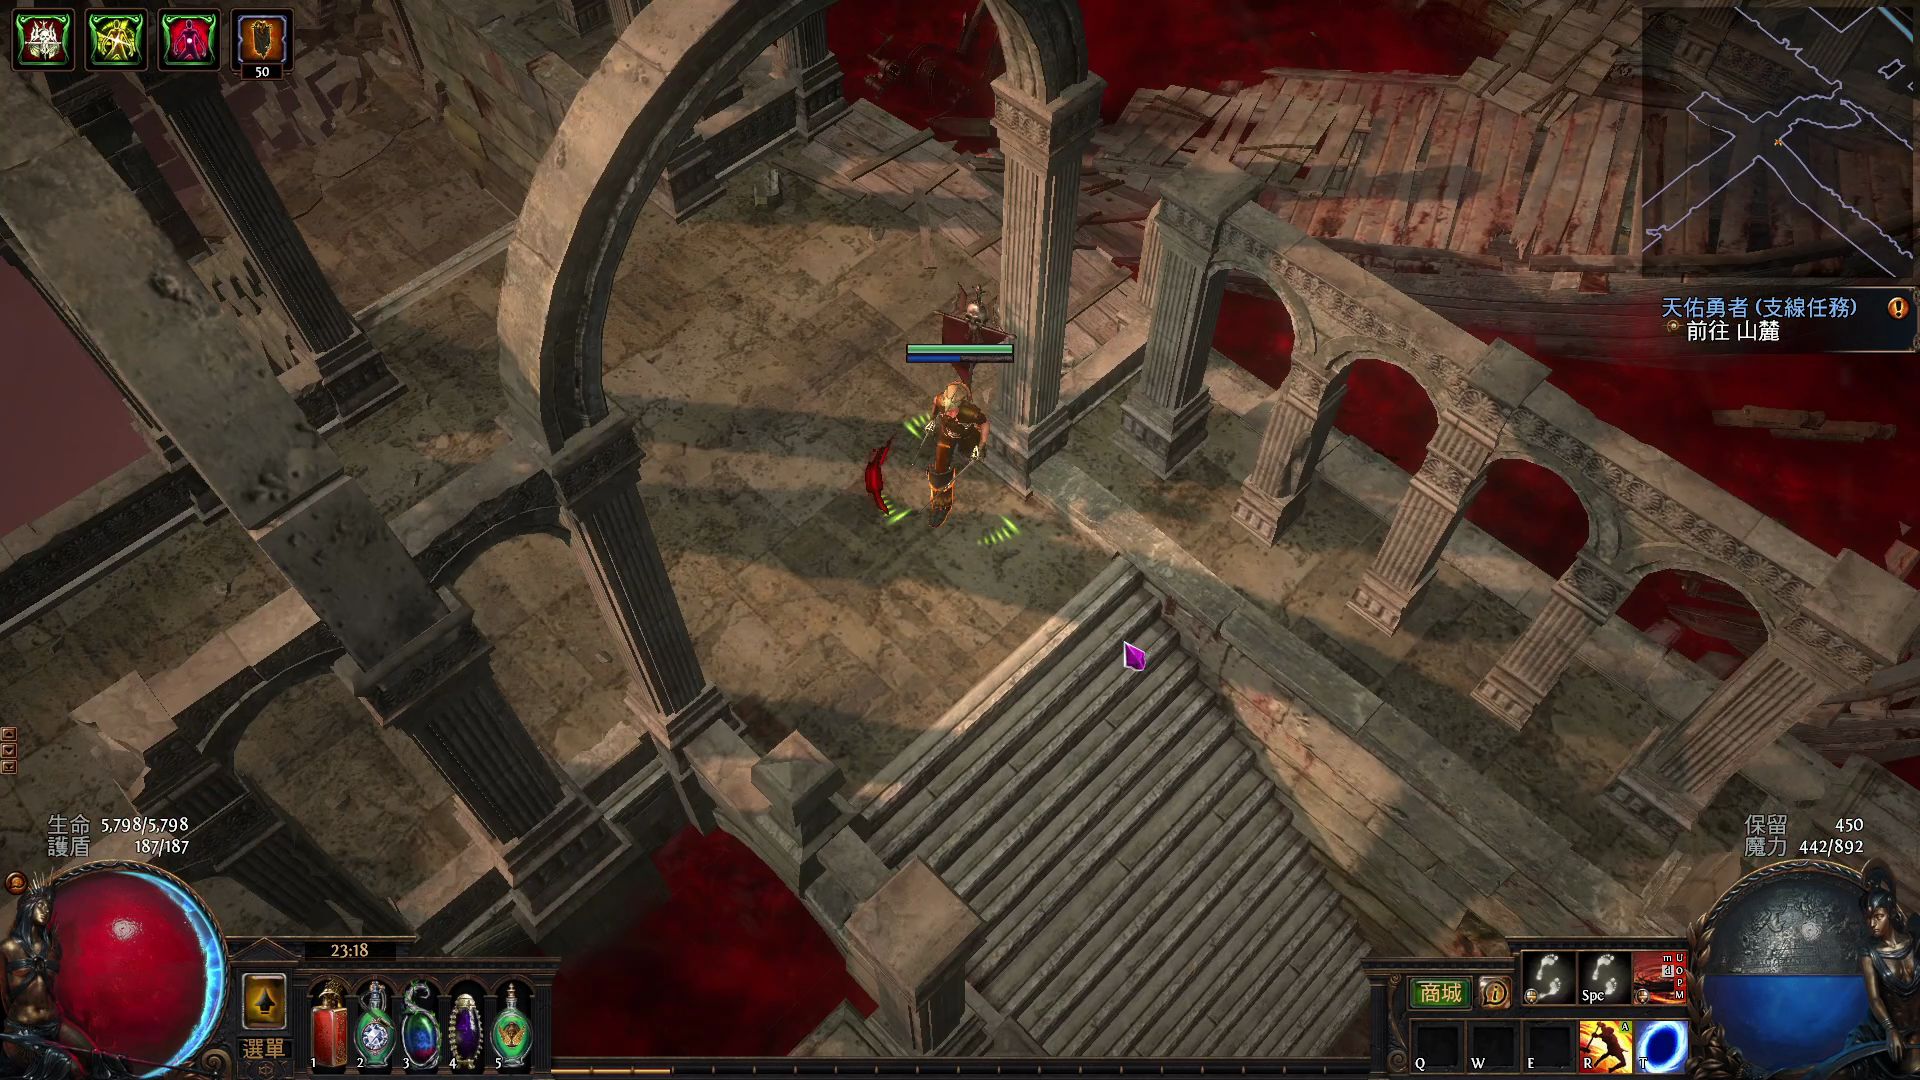 50
天佑勇者 (支線任務)
前往 山麓
生命 5,798/5,798
護盾 187/187
保留 450
魔力 442/892
23:18
選單
1 2 3 4 5
商城
Spc
m U
d O
P
M
Q W E R A T